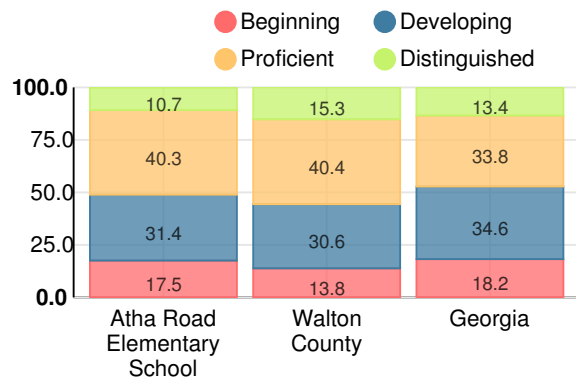 Beginning
Developing
Proficient
Distinguished
100.0
75.0
50.0
25.0
0.0
10.7
15.3
13.4
40.3
40.4
33.8
31.4
30.6
34.6
17.5
13.8
18.2
Atha Road
Elementary
School
Walton
County
Georgia